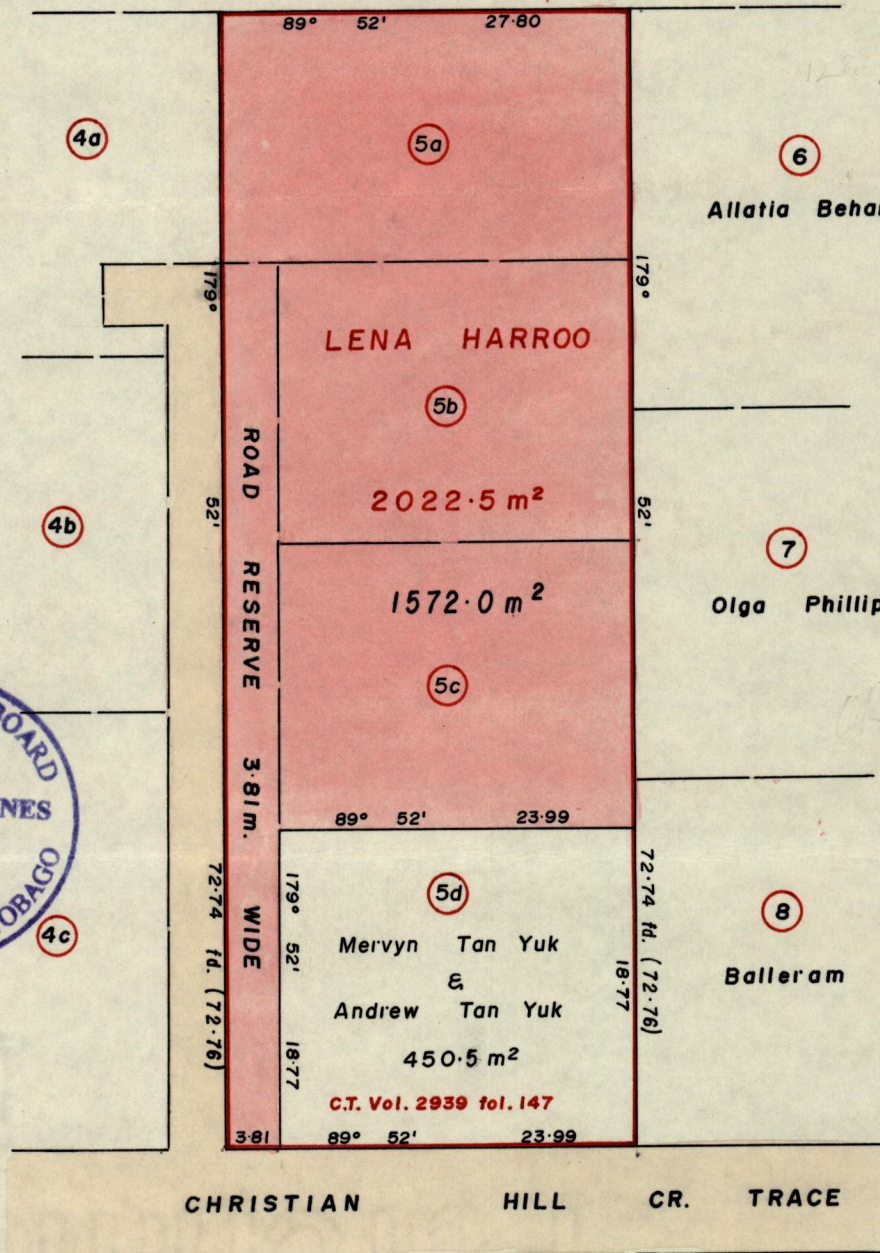 89° 52' 27·80
4a
5a
6
Allatia
179°
179°
LENA HARROO
5b
ROAD RESERVE 3·81m. WIDE
2022·5 m²
52'
52'
4b
7
1572·0 m²
Olga
5c
BOARD
89° 52' 23·99
TOBAGO
72·74 fd. (72·76)
179° 52' 18·77
5d
72·74 fd. (72·76)
8
4c
Mervyn Tan Yuk
&
18·77
Balleram
Andrew Tan Yuk
450·5 m²
C.T. Vol. 2939 fol. 147
3·81 89° 52' 23·99
CHRISTIAN HILL CR. TRACE